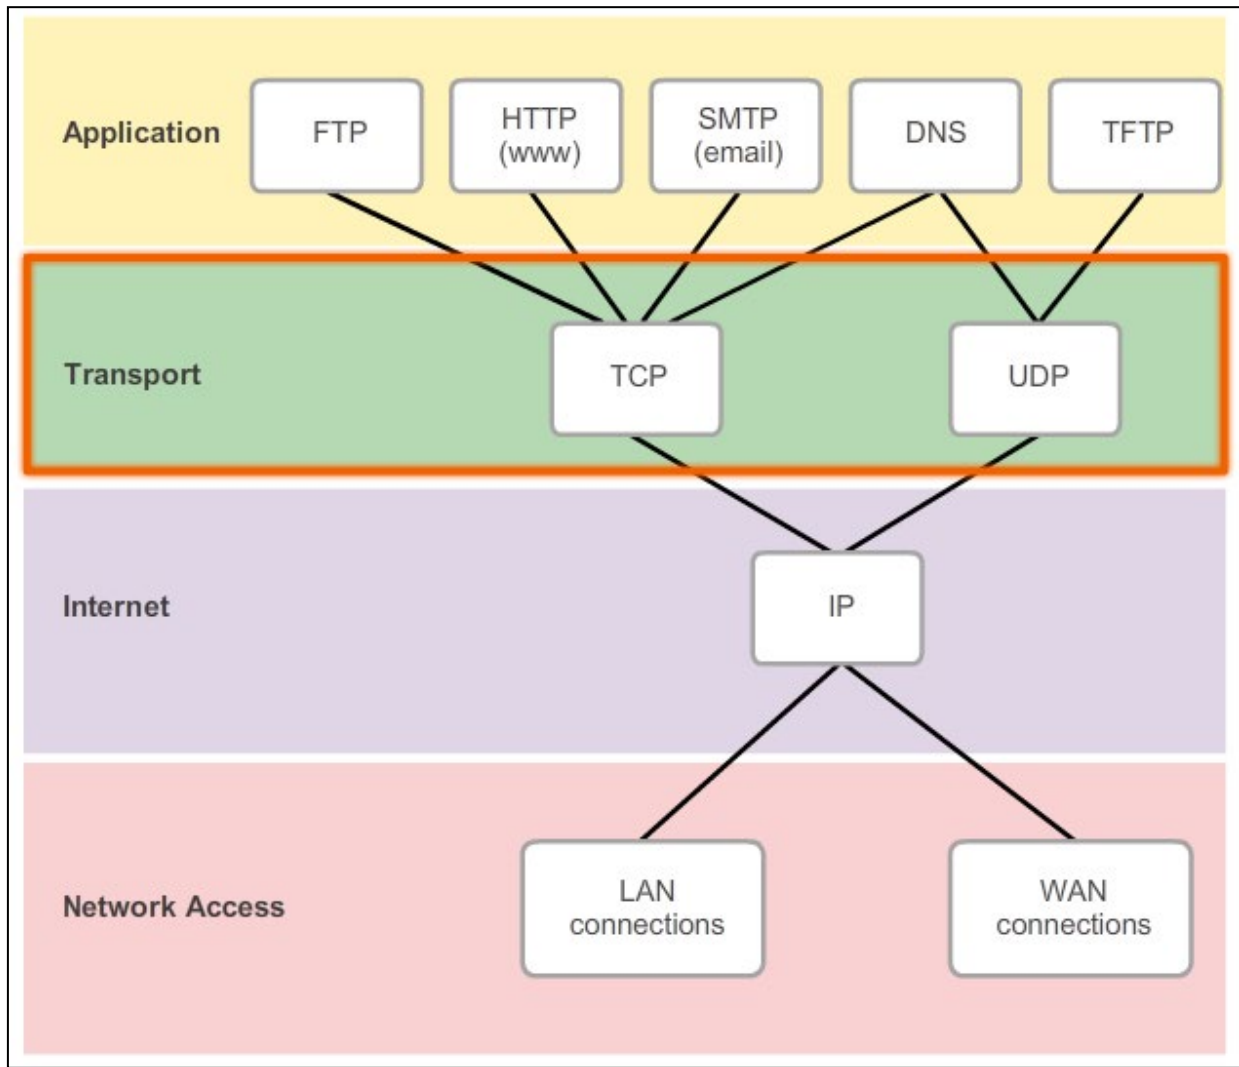 Application
FTP
HTTP
(www)
SMTP
(email)
DNS
TFTP
Transport
TCP
UDP
Internet
IP
Network Access
LAN
connections
WAN
connections